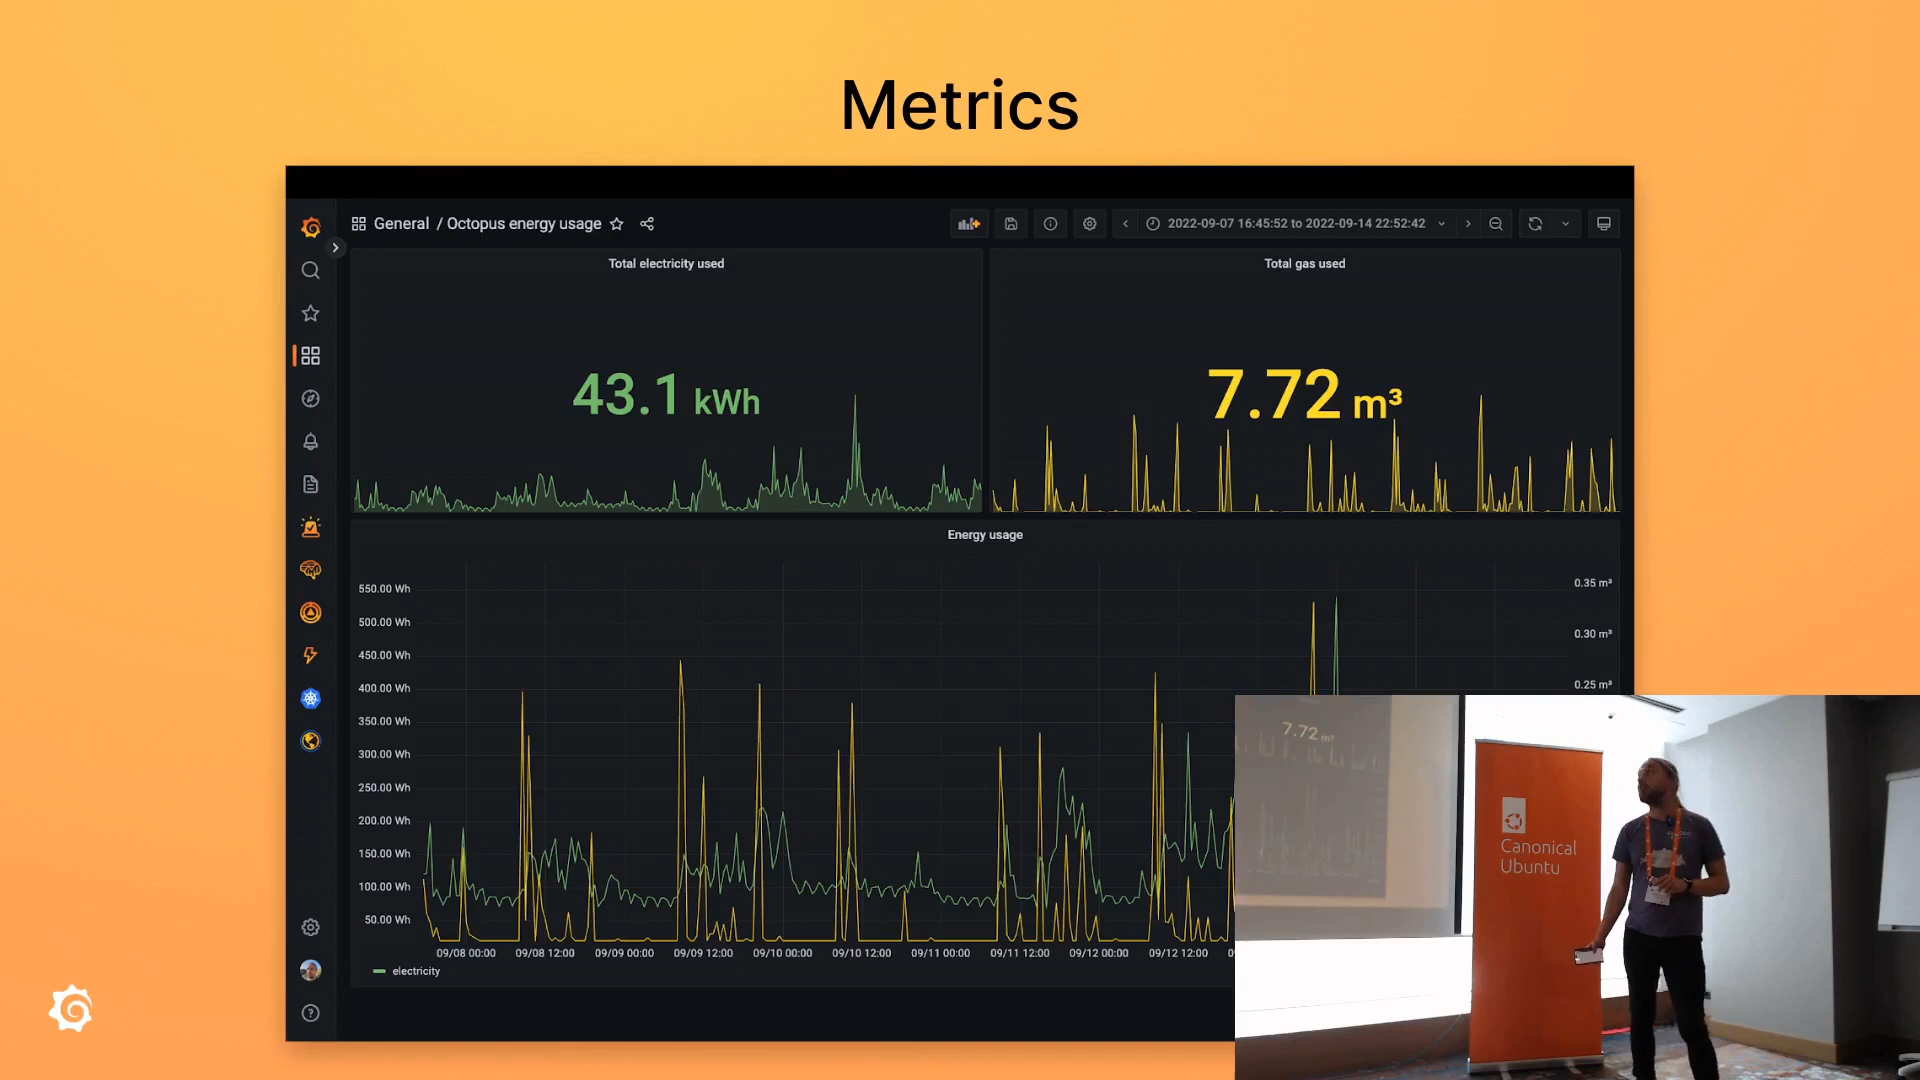 Metrics
General / Octopus energy usage
2022-09-07 16:45:52 to 2022-09-14 22:52:42
Total electricity used
Total gas used
43.1 kWh
7.72 m³
Energy usage
550.00 Wh
500.00 Wh
450.00 Wh
400.00 Wh
350.00 Wh
300.00 Wh
250.00 Wh
200.00 Wh
150.00 Wh
100.00 Wh
50.00 Wh
0.35 m³
0.30 m³
0.25 m³
09/08 00:00
09/08 12:00
09/09 00:00
09/09 12:00
09/10 00:00
09/10 12:00
09/11 00:00
09/11 12:00
09/12 00:00
09/12 12:00
electricity
7.72 m³
Canonical
Ubuntu